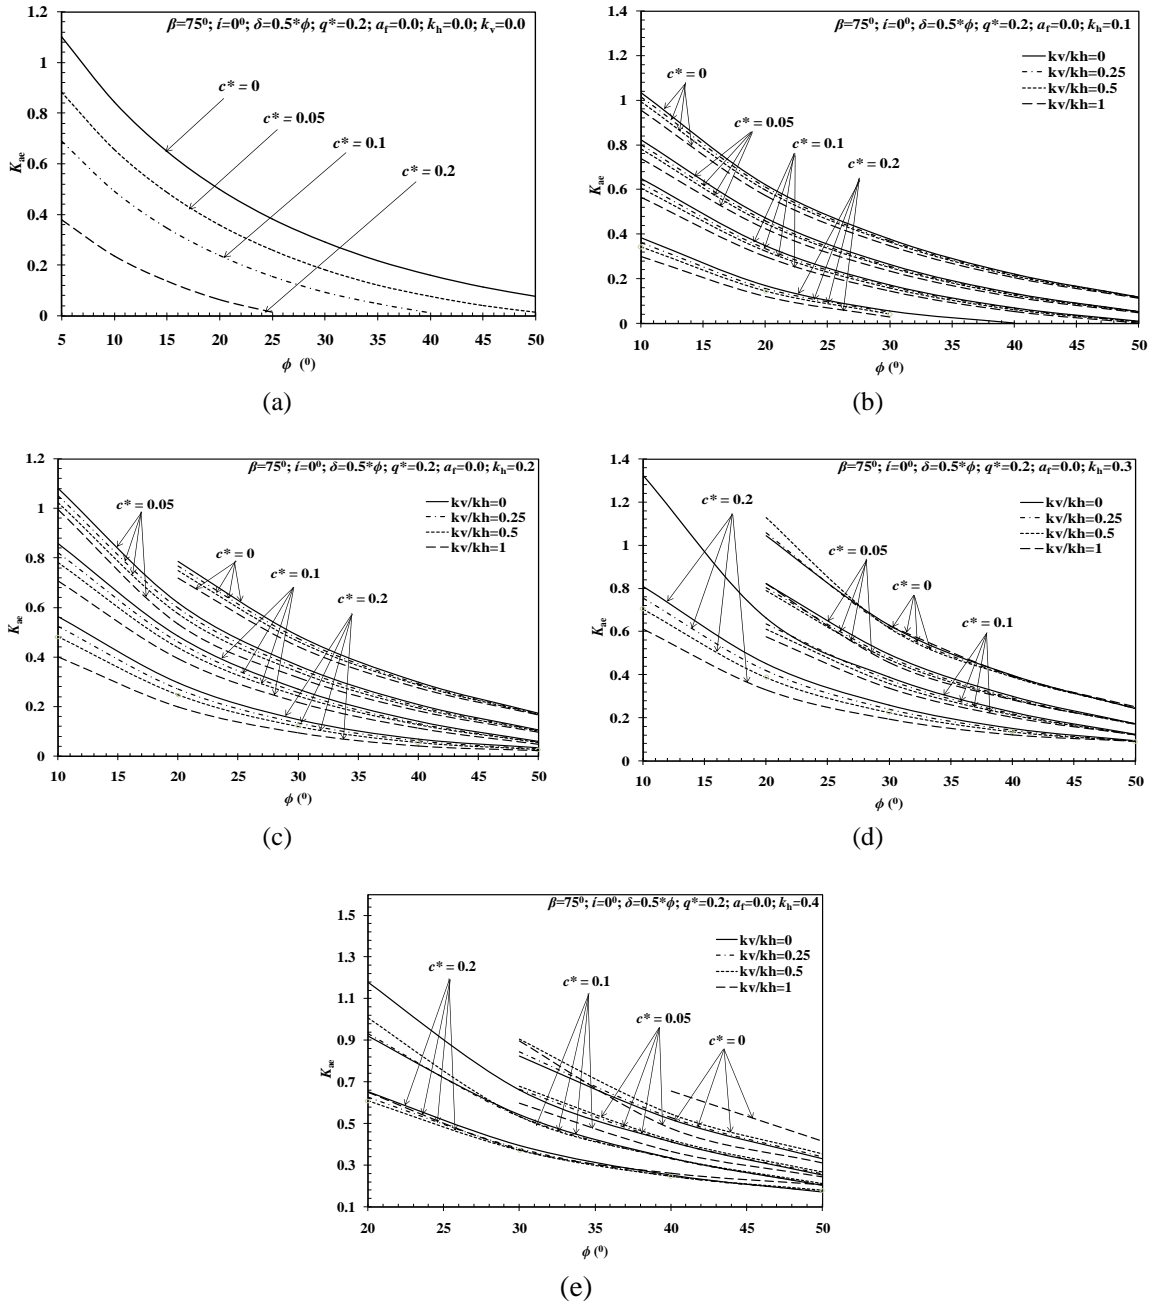 β=75⁰; i=0⁰; δ=0.5*ϕ; q*=0.2; a_f=0.0; k_h=0.0; k_v=0.0
1.2
1
0.8
0.6
0.4
0.2
0
K_ae
c* = 0
c* = 0.05
c* = 0.1
c* = 0.2
5 10 15 20 25 30 35 40 45 50
ϕ (⁰)
(a)
β=75⁰; i=0⁰; δ=0.5*ϕ; q*=0.2; a_f=0.0; k_h=0.1
1.4
1.2
1
0.8
0.6
0.4
0.2
0
K_ae
kv/kh=0
kv/kh=0.25
kv/kh=0.5
kv/kh=1
c* = 0
c* = 0.05
c* = 0.1
c* = 0.2
10 15 20 25 30 35 40 45 50
ϕ (⁰)
(b)
β=75⁰; i=0⁰; δ=0.5*ϕ; q*=0.2; a_f=0.0; k_h=0.2
1.2
1
0.8
0.6
0.4
0.2
0
K_ae
kv/kh=0
kv/kh=0.25
kv/kh=0.5
kv/kh=1
c* = 0.05
c* = 0
c* = 0.1
c* = 0.2
10 15 20 25 30 35 40 45 50
ϕ (⁰)
(c)
β=75⁰; i=0⁰; δ=0.5*ϕ; q*=0.2; a_f=0.0; k_h=0.3
1.4
1.2
1
0.8
0.6
0.4
0.2
0
K_ae
kv/kh=0
kv/kh=0.25
kv/kh=0.5
kv/kh=1
c* = 0.2
c* = 0.05
c* = 0
c* = 0.1
10 15 20 25 30 35 40 45 50
ϕ (⁰)
(d)
β=75⁰; i=0⁰; δ=0.5*ϕ; q*=0.2; a_f=0.0; k_h=0.4
1.5
1.3
1.1
0.9
0.7
0.5
0.3
0.1
K_ae
kv/kh=0
kv/kh=0.25
kv/kh=0.5
kv/kh=1
c* = 0.2
c* = 0.1
c* = 0.05
c* = 0
20 25 30 35 40 45 50
ϕ (⁰)
(e)